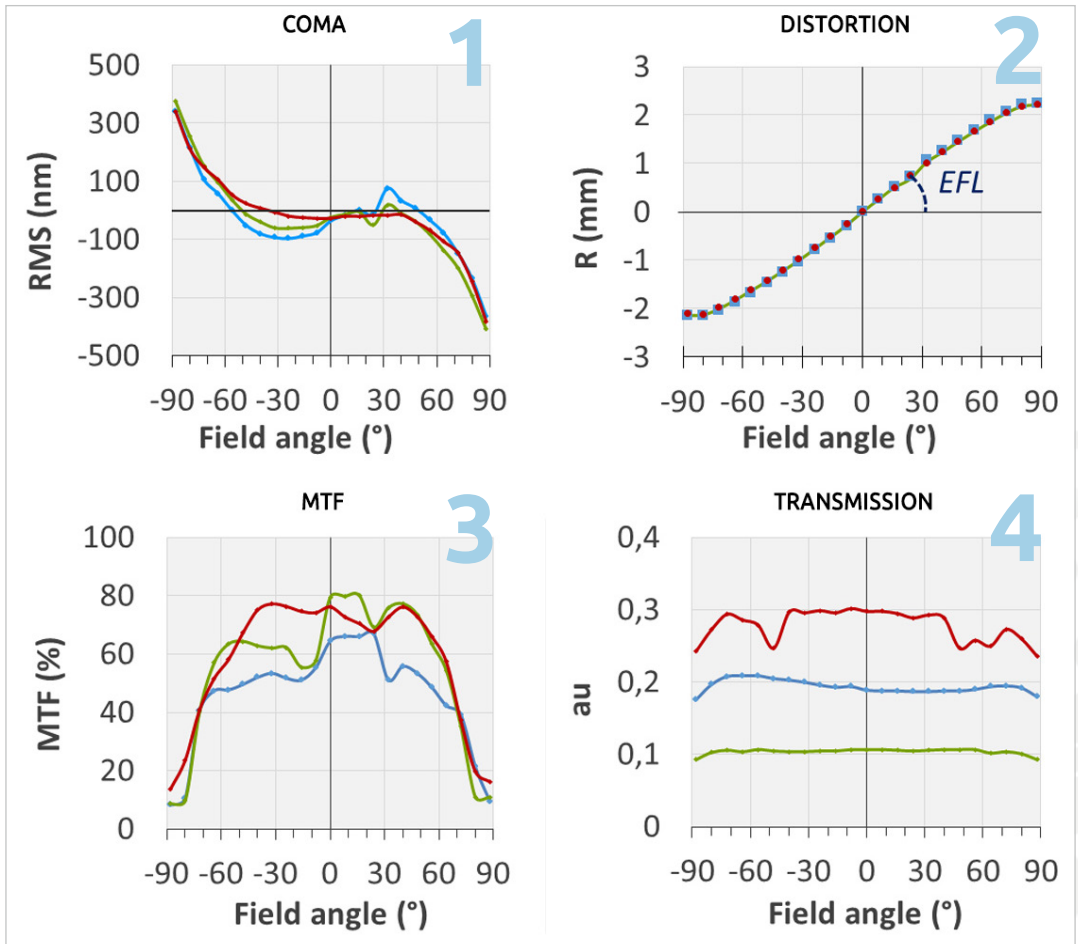 COMA
1
500
300
100
-100
-300
-500
RMS (nm)
-90 -60 -30 0 30 60 90
Field angle (°)
DISTORTION
2
3
2
1
0
-1
-2
-3
R (mm)
EFL
-90 -60 -30 0 30 60 90
Field angle (°)
MTF
3
100
80
60
40
20
0
MTF (%)
-90 -60 -30 0 30 60 90
Field angle (°)
TRANSMISSION
4
0,4
0,3
0,2
0,1
0
au
-90 -60 -30 0 30 60 90
Field angle (°)